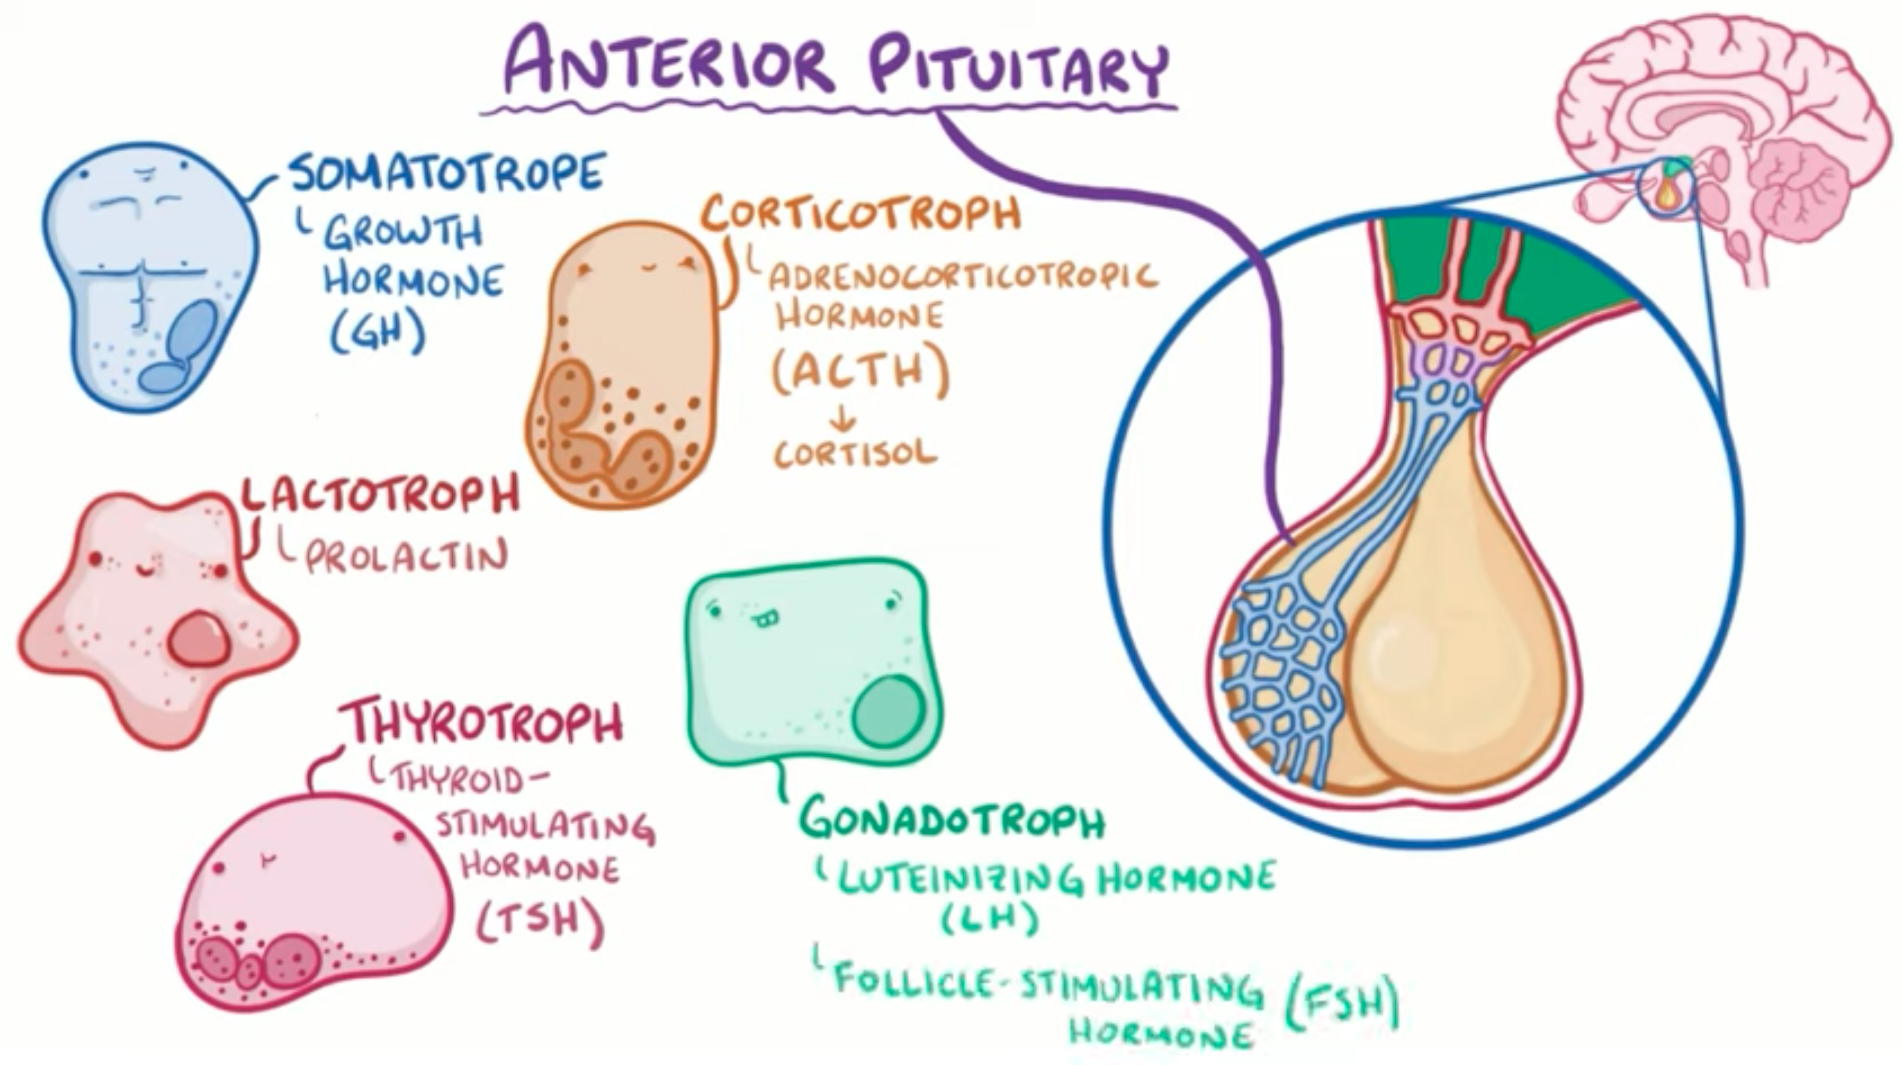 ANTERIOR PITUITARY
SOMATOTROPE
GROWTH
HORMONE
(GH)
CORTICOTROPH
ADRENOCORTICOTROPIC
HORMONE
(ACTH)
↓
CORTISOL
LACTOTROPH
PROLACTIN
THYROTROPH
THYROID-
STIMULATING
HORMONE
(TSH)
GONADOTROPH
LUTEINIZING HORMONE
(LH)
FOLLICLE-STIMULATING (FSH)
HORMONE